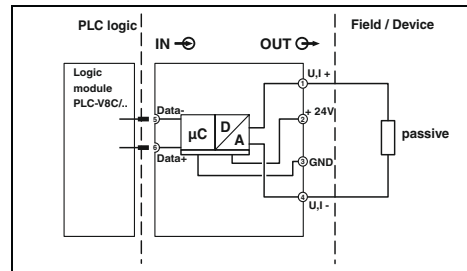 PLC logic
IN
OUT
Field / Device
Logic
module
PLC-V8C/..
Data-
5
Data+
6
µC
D
A
U,I +
1
+ 24V
2
3
GND
4
U,I -
passive